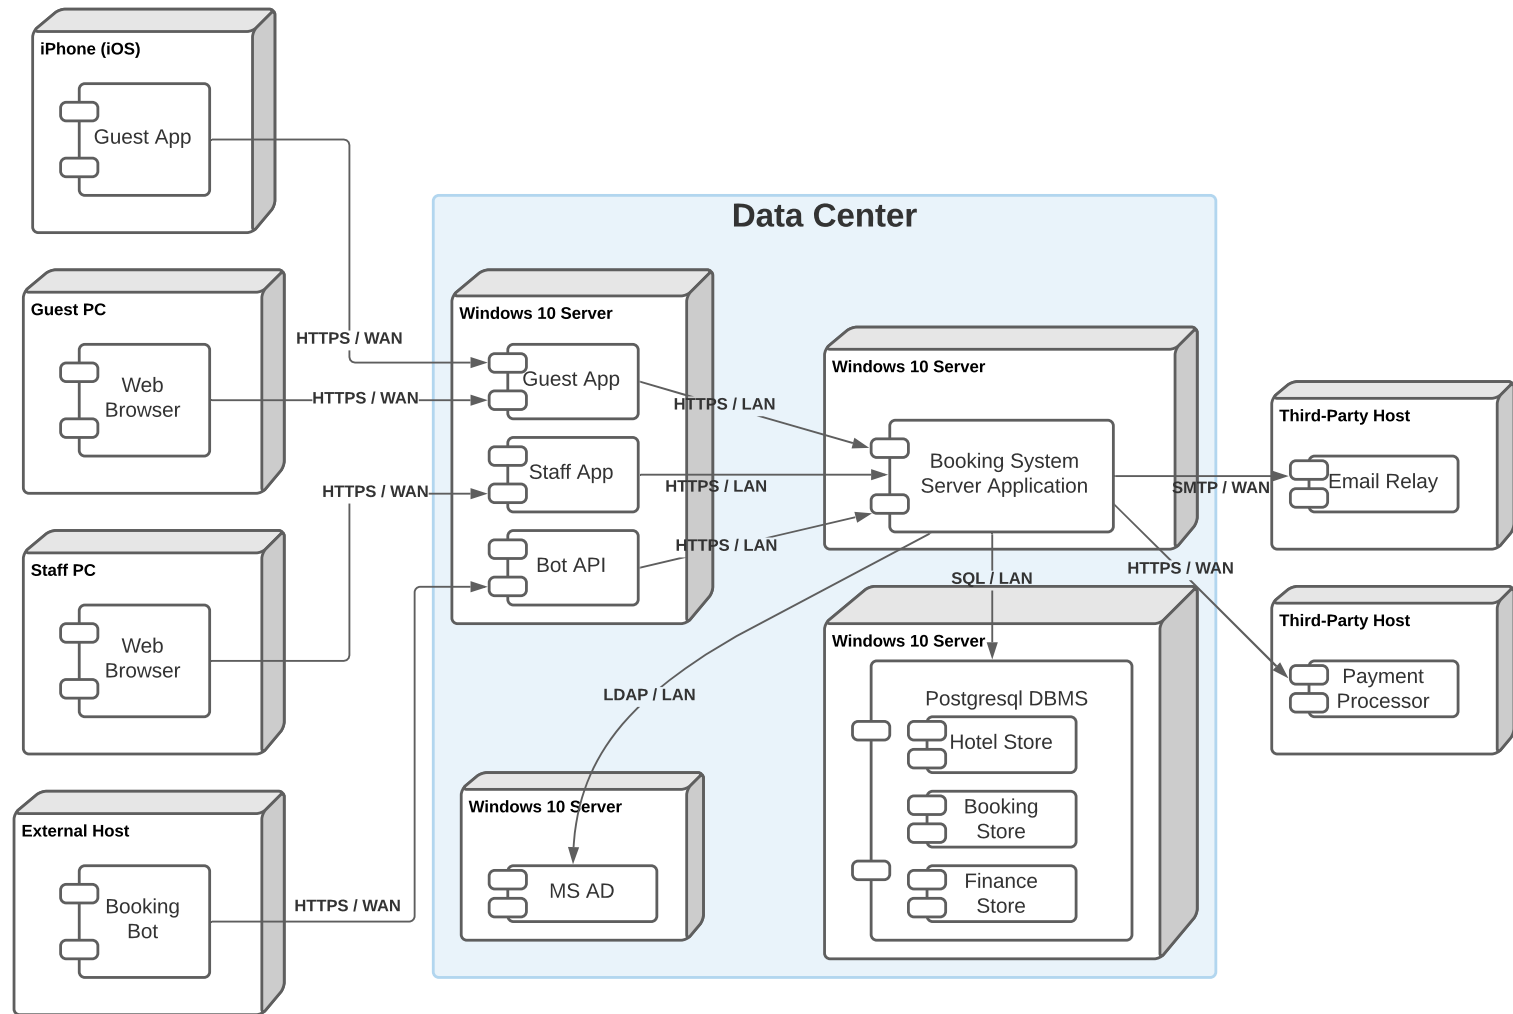 iPhone (iOS)
Guest App
Data Center
Guest PC
Web
Browser
HTTPS / WAN
HTTPS / WAN
Windows 10 Server
Guest App
HTTPS / LAN
Windows 10 Server
Booking System
Server Application
Staff App
HTTPS / LAN
HTTPS / WAN
Bot API
HTTPS / LAN
Third-Party Host
Email Relay
SMTP / WAN
Staff PC
Web
Browser
SQL / LAN
HTTPS / WAN
Third-Party Host
Payment
Processor
Windows 10 Server
Postgresql DBMS
Hotel Store
Booking
Store
Finance
Store
LDAP / LAN
Windows 10 Server
MS AD
External Host
Booking
Bot
HTTPS / WAN